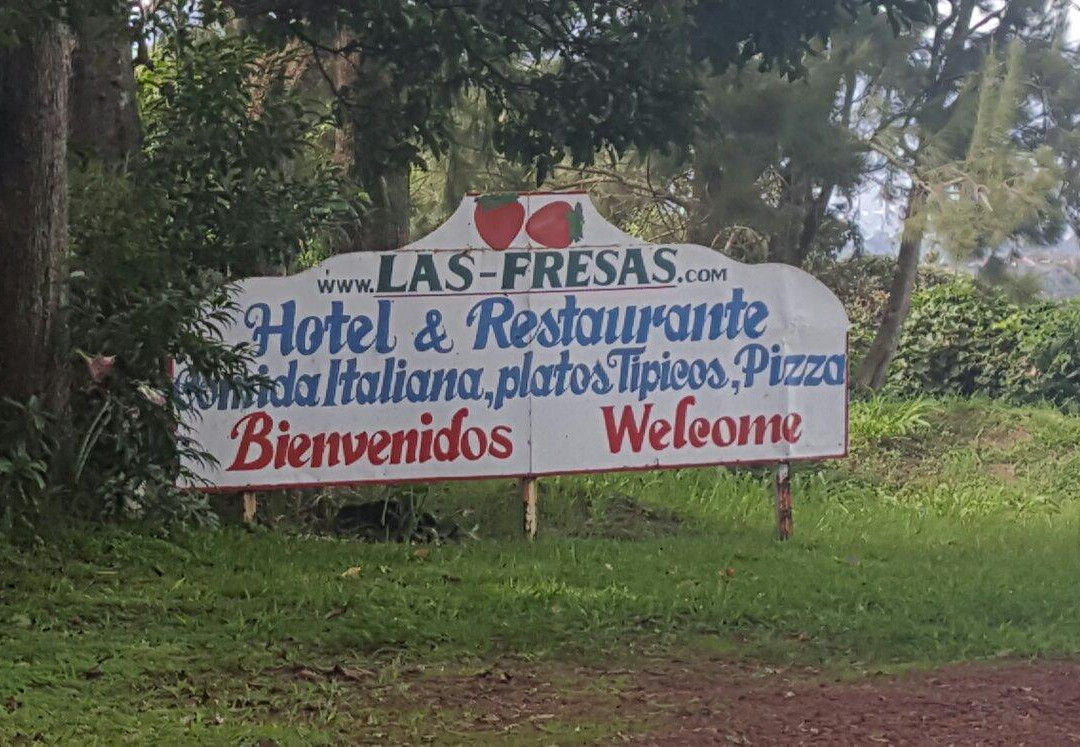 www.LAS-FRESAS.com
Hotel & Restaurante
Comida Italiana, platos Tipicos, Pizza
Bienvenidos Welcome